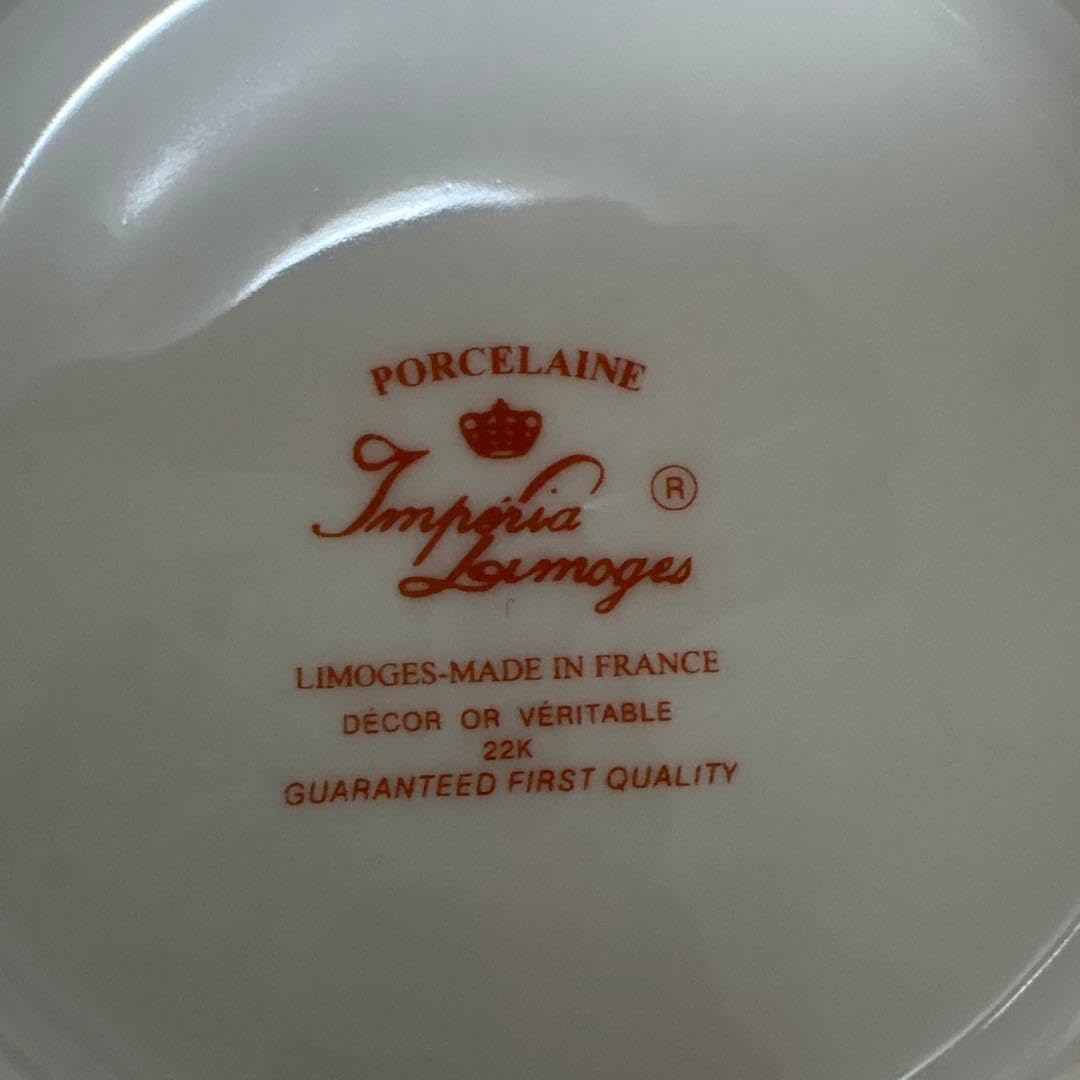 PORCELAINE
Impéria ®
Limoges
LIMOGES-MADE IN FRANCE
DÉCOR OR VÉRITABLE
22K
GUARANTEED FIRST QUALITY